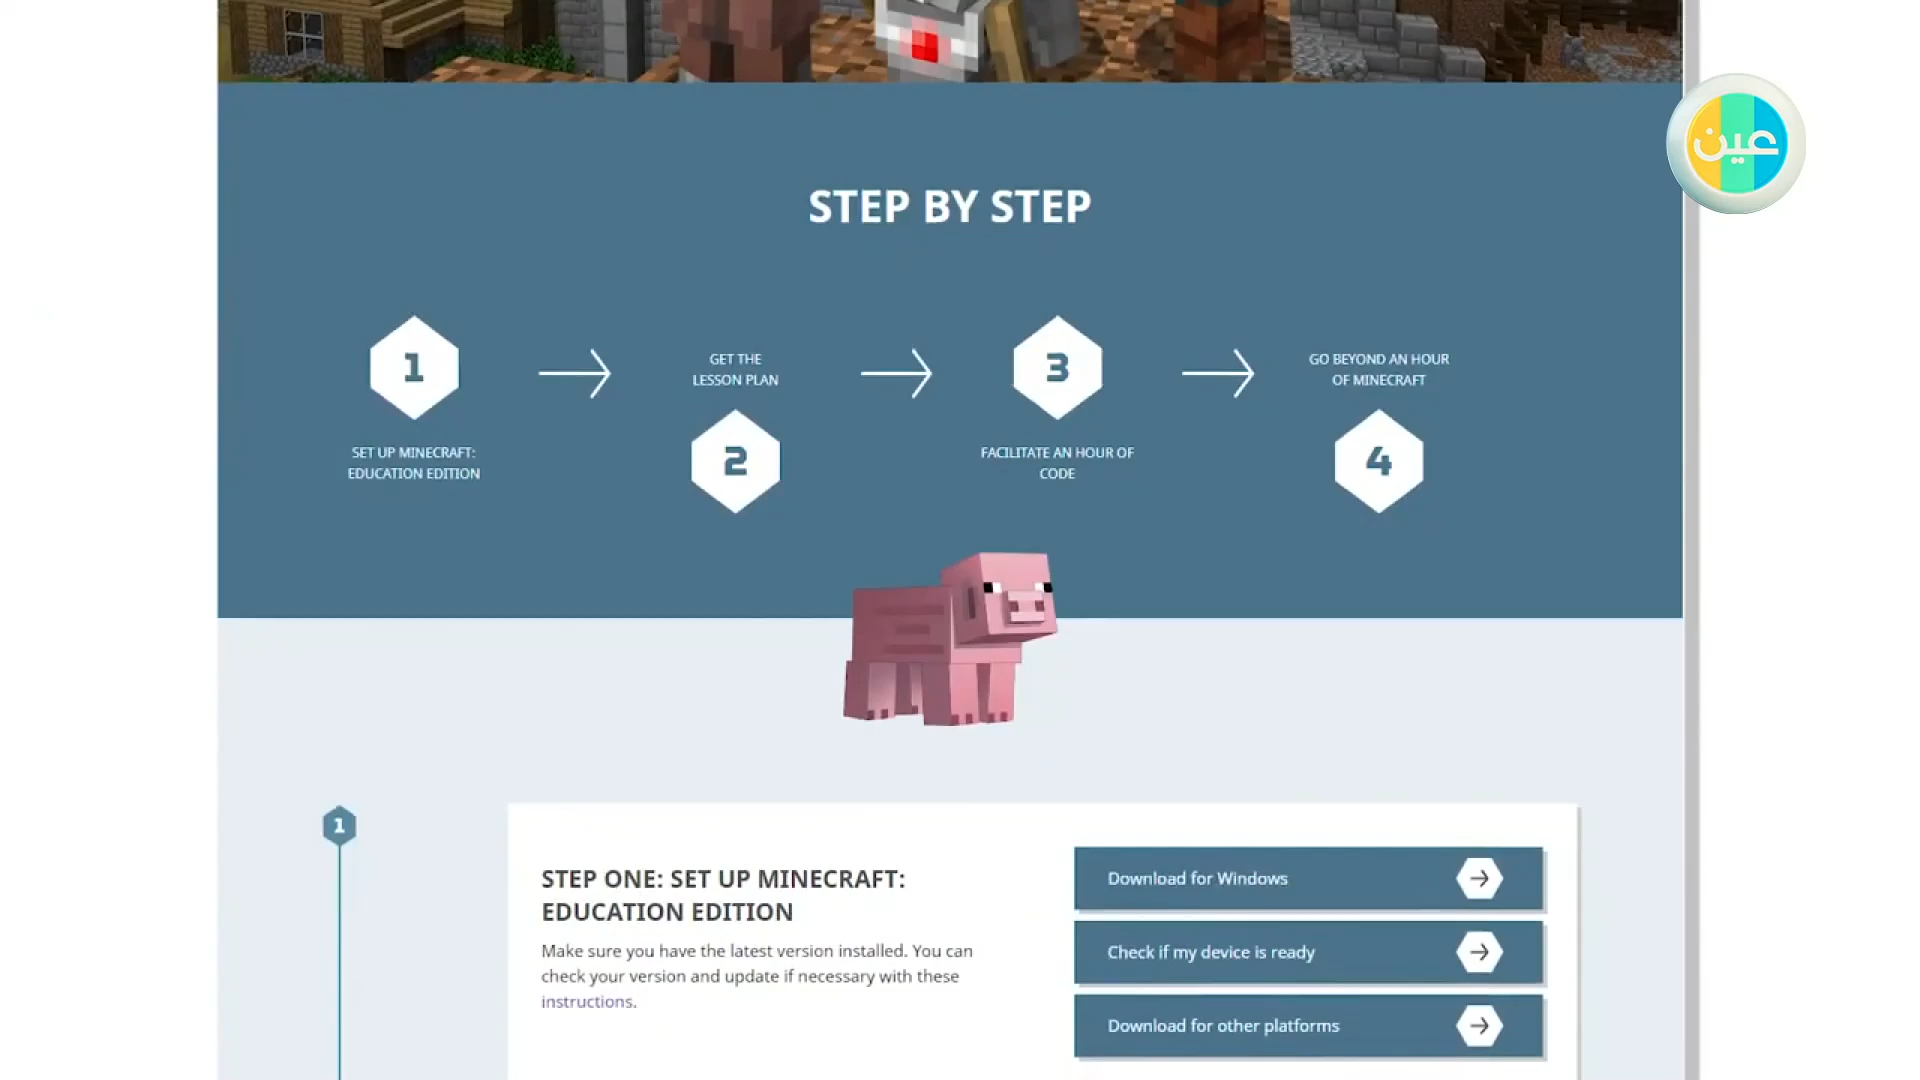 عين
STEP BY STEP
1
GET THE
LESSON PLAN
3
GO BEYOND AN HOUR
OF MINECRAFT
SET UP MINECRAFT:
EDUCATION EDITION
2
FACILITATE AN HOUR OF
CODE
4
1
STEP ONE: SET UP MINECRAFT:
EDUCATION EDITION
Make sure you have the latest version installed. You can
check your version and update if necessary with these
instructions.
Download for Windows
Check if my device is ready
Download for other platforms